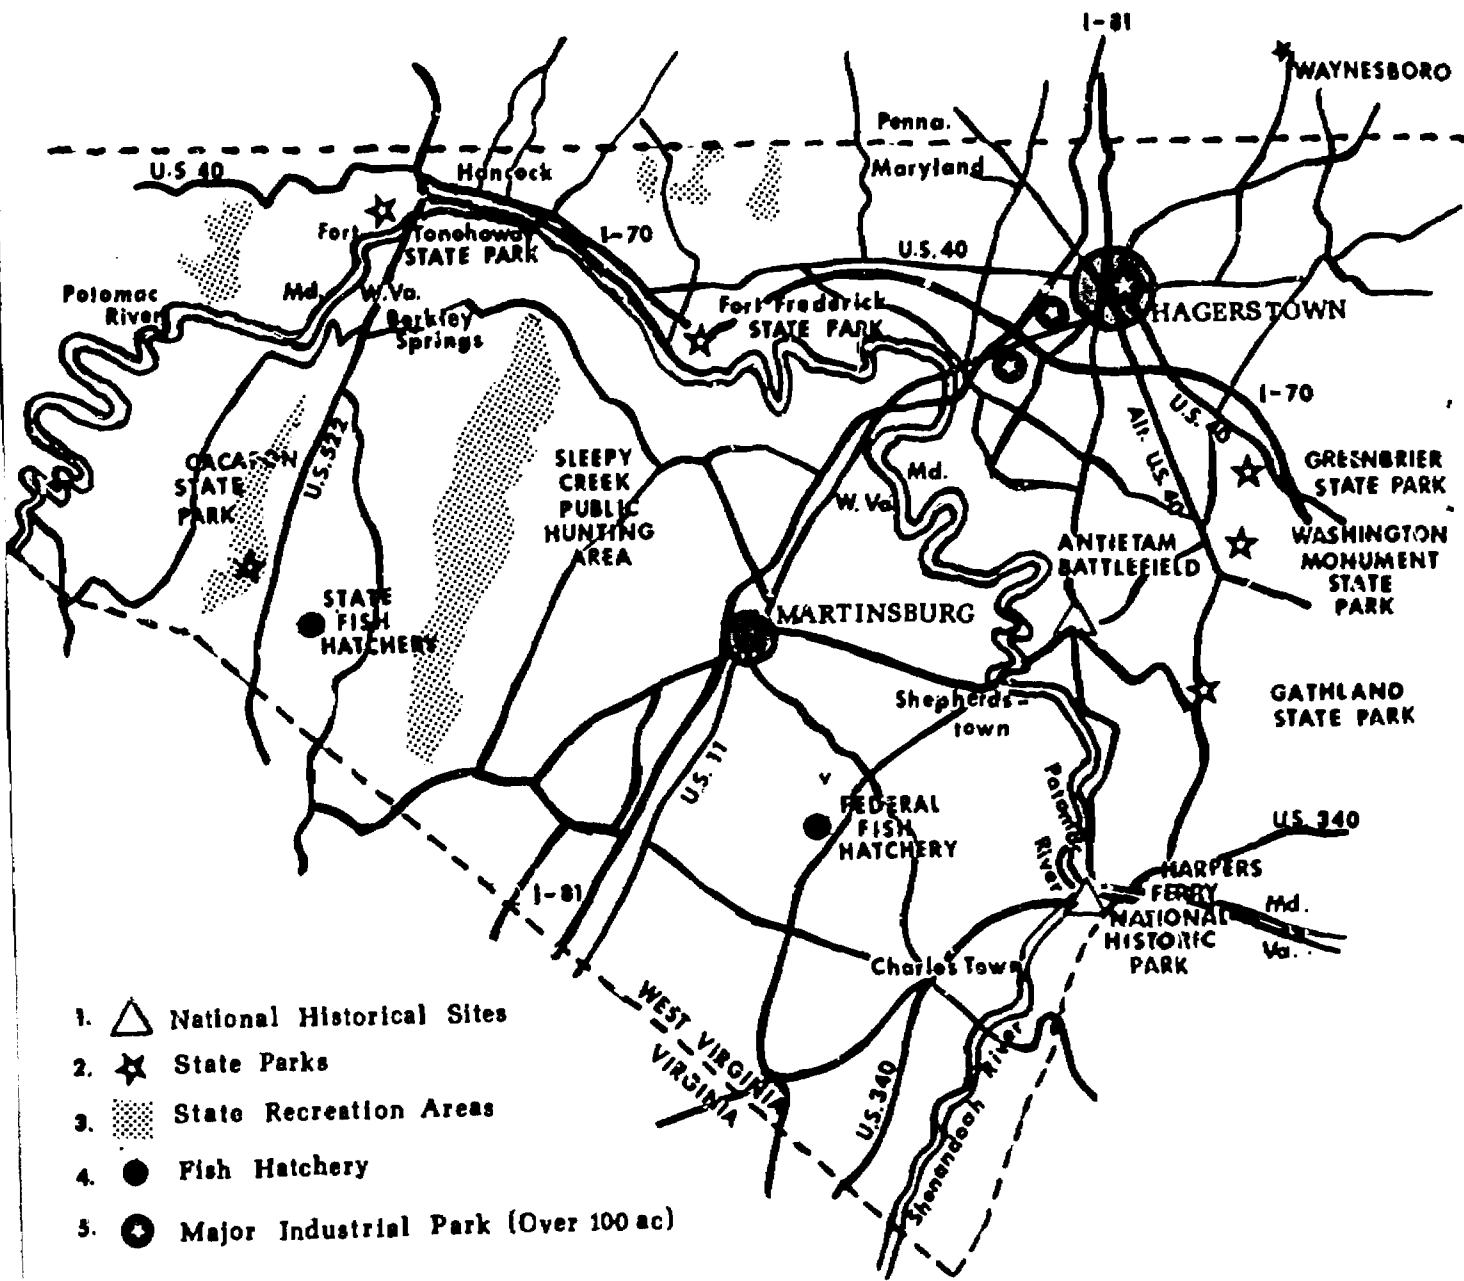 I-81
WAYNESBORO
Penna.
Maryland
U.S 40
Hancock
Fort Tonohoway
STATE PARK
I-70
U.S. 40
Potomac
River
Md. W.Va.
Berkley
Springs
Fort Frederick
STATE PARK
HAGERSTOWN
I-70
U.S. 40
Alt. U.S. 40
CACAPON
STATE
PARK
U.S. 522
SLEEPY
CREEK
PUBLIC
HUNTING
AREA
Md.
W. Va.
GREENBRIER
STATE PARK
ANTIETAM
BATTLEFIELD
WASHINGTON
MONUMENT
STATE
PARK
STATE
FISH
HATCHERY
MARTINSBURG
Shepherds-
town
GATHLAND
STATE PARK
U.S. 11
Potomac
River
FEDERAL
FISH
HATCHERY
U.S. 340
HARPERS
FERRY
NATIONAL
HISTORIC
PARK
Md.
Va.
I-81
Charles Town
WEST VIRGINIA
VIRGINIA
U.S. 340
Shenandoah River
1. National Historical Sites
2. State Parks
3. State Recreation Areas
4. Fish Hatchery
5. Major Industrial Park (Over 100 ac)